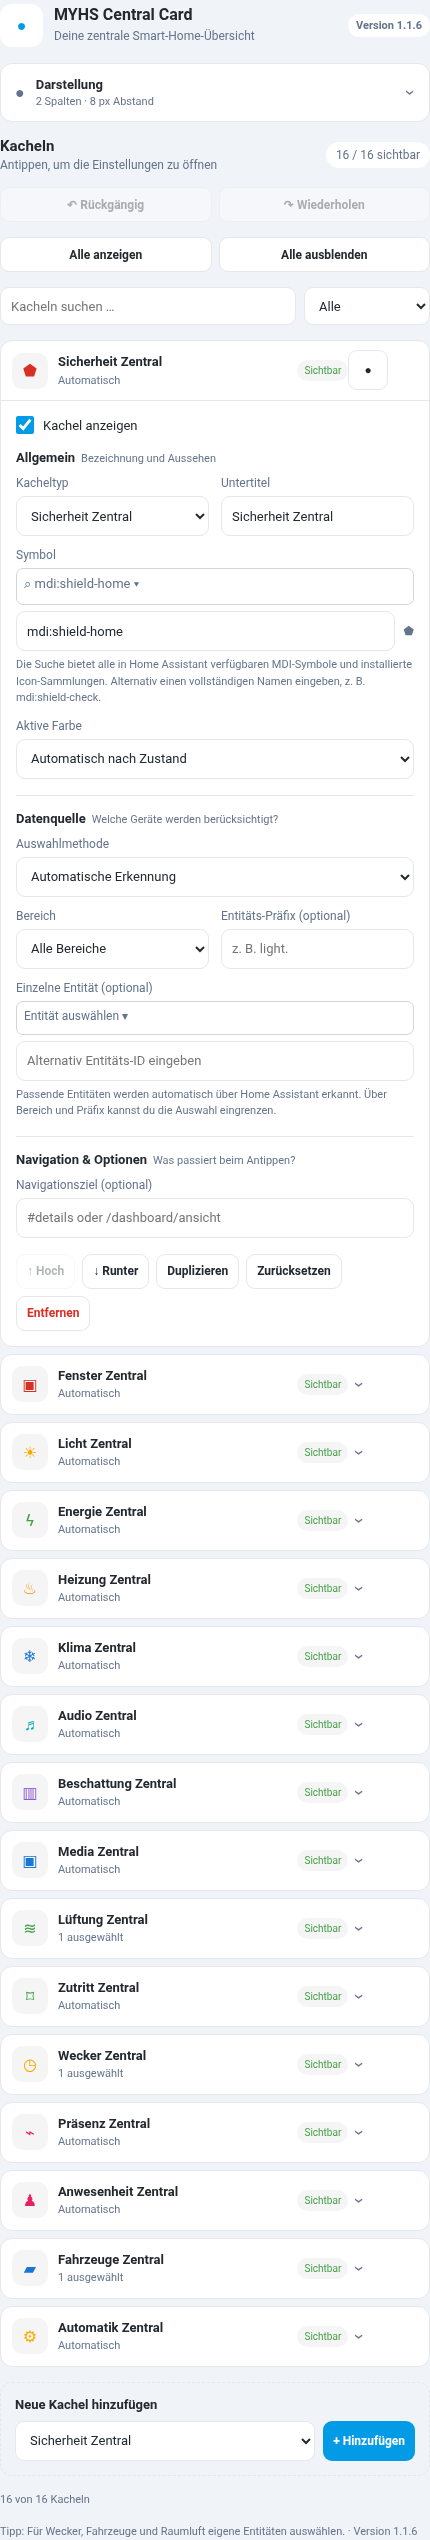 MYHS Central Card
Deine zentrale Smart-Home-Übersicht
Version 1.1.6
Darstellung
2 Spalten · 8 px Abstand
Kacheln
Antippen, um die Einstellungen zu öffnen
16 / 16 sichtbar
↶ Rückgängig
↷ Wiederholen
Alle anzeigen
Alle ausblenden
Kacheln suchen ...
Alle
Sicherheit Zentral
Automatisch
Sichtbar
Kachel anzeigen
Allgemein Bezeichnung und Aussehen
Kacheltyp
Untertitel
Sicherheit Zentral
Sicherheit Zentral
Symbol
⌕ mdi:shield-home ▾
mdi:shield-home
Die Suche bietet alle in Home Assistant verfügbaren MDI-Symbole und installierte
Icon-Sammlungen. Alternativ einen vollständigen Namen eingeben, z. B.
mdi:shield-check.
Aktive Farbe
Automatisch nach Zustand
Datenquelle Welche Geräte werden berücksichtigt?
Auswahlmethode
Automatische Erkennung
Bereich
Entitäts-Präfix (optional)
Alle Bereiche
z. B. light.
Einzelne Entität (optional)
Entität auswählen ▾
Alternativ Entitäts-ID eingeben
Passende Entitäten werden automatisch über Home Assistant erkannt. Über
Bereich und Präfix kannst du die Auswahl eingrenzen.
Navigation & Optionen Was passiert beim Antippen?
Navigationsziel (optional)
#details oder /dashboard/ansicht
↑ Hoch
↓ Runter
Duplizieren
Zurücksetzen
Entfernen
Fenster Zentral
Automatisch
Sichtbar
Licht Zentral
Automatisch
Sichtbar
Energie Zentral
Automatisch
Sichtbar
Heizung Zentral
Automatisch
Sichtbar
Klima Zentral
Automatisch
Sichtbar
Audio Zentral
Automatisch
Sichtbar
Beschattung Zentral
Automatisch
Sichtbar
Media Zentral
Automatisch
Sichtbar
Lüftung Zentral
1 ausgewählt
Sichtbar
Zutritt Zentral
Automatisch
Sichtbar
Wecker Zentral
1 ausgewählt
Sichtbar
Präsenz Zentral
Automatisch
Sichtbar
Anwesenheit Zentral
Automatisch
Sichtbar
Fahrzeuge Zentral
1 ausgewählt
Sichtbar
Automatik Zentral
Automatisch
Sichtbar
Neue Kachel hinzufügen
Sicherheit Zentral
+ Hinzufügen
16 von 16 Kacheln
Tipp: Für Wecker, Fahrzeuge und Raumluft eigene Entitäten auswählen. · Version 1.1.6